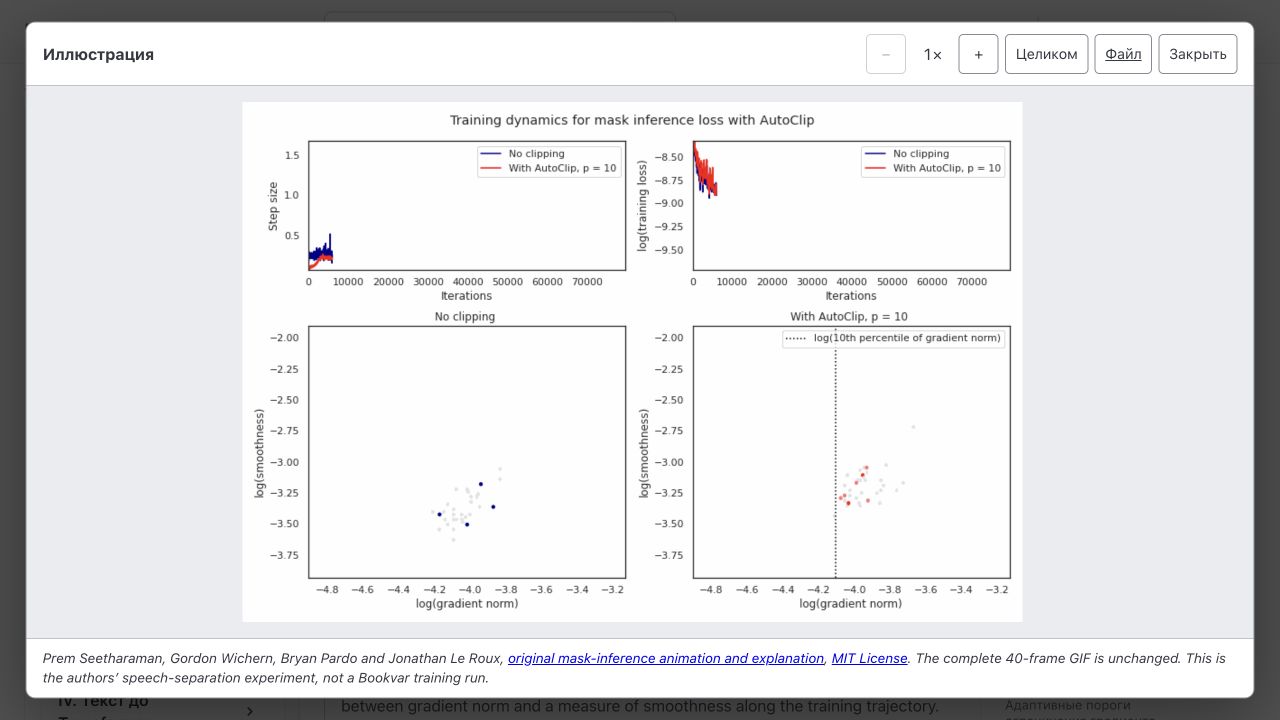 Иллюстрация
−
1×
+
Целиком
Файл
Закрыть
Training dynamics for mask inference loss with AutoClip
No clipping
With AutoClip, p = 10
1.5
1.0
0.5
Step size
0 10000 20000 30000 40000 50000 60000 70000
Iterations
No clipping
With AutoClip, p = 10
−8.50
−8.75
−9.00
−9.25
−9.50
log(training loss)
0 10000 20000 30000 40000 50000 60000 70000
Iterations
No clipping
−2.00
−2.25
−2.50
−2.75
−3.00
−3.25
−3.50
−3.75
log(smoothness)
−4.8 −4.6 −4.4 −4.2 −4.0 −3.8 −3.6 −3.4 −3.2
log(gradient norm)
With AutoClip, p = 10
log(10th percentile of gradient norm)
−2.00
−2.25
−2.50
−2.75
−3.00
−3.25
−3.50
−3.75
log(smoothness)
−4.8 −4.6 −4.4 −4.2 −4.0 −3.8 −3.6 −3.4 −3.2
log(gradient norm)
Prem Seetharaman, Gordon Wichern, Bryan Pardo and Jonathan Le Roux, original mask-inference animation and explanation, MIT License. The complete 40-frame GIF is unchanged. This is
the authors’ speech-separation experiment, not a Bookvar training run.
IV. Текст до
between gradient norm and a measure of smoothness along the training trajectory.
Адаптивные пороги